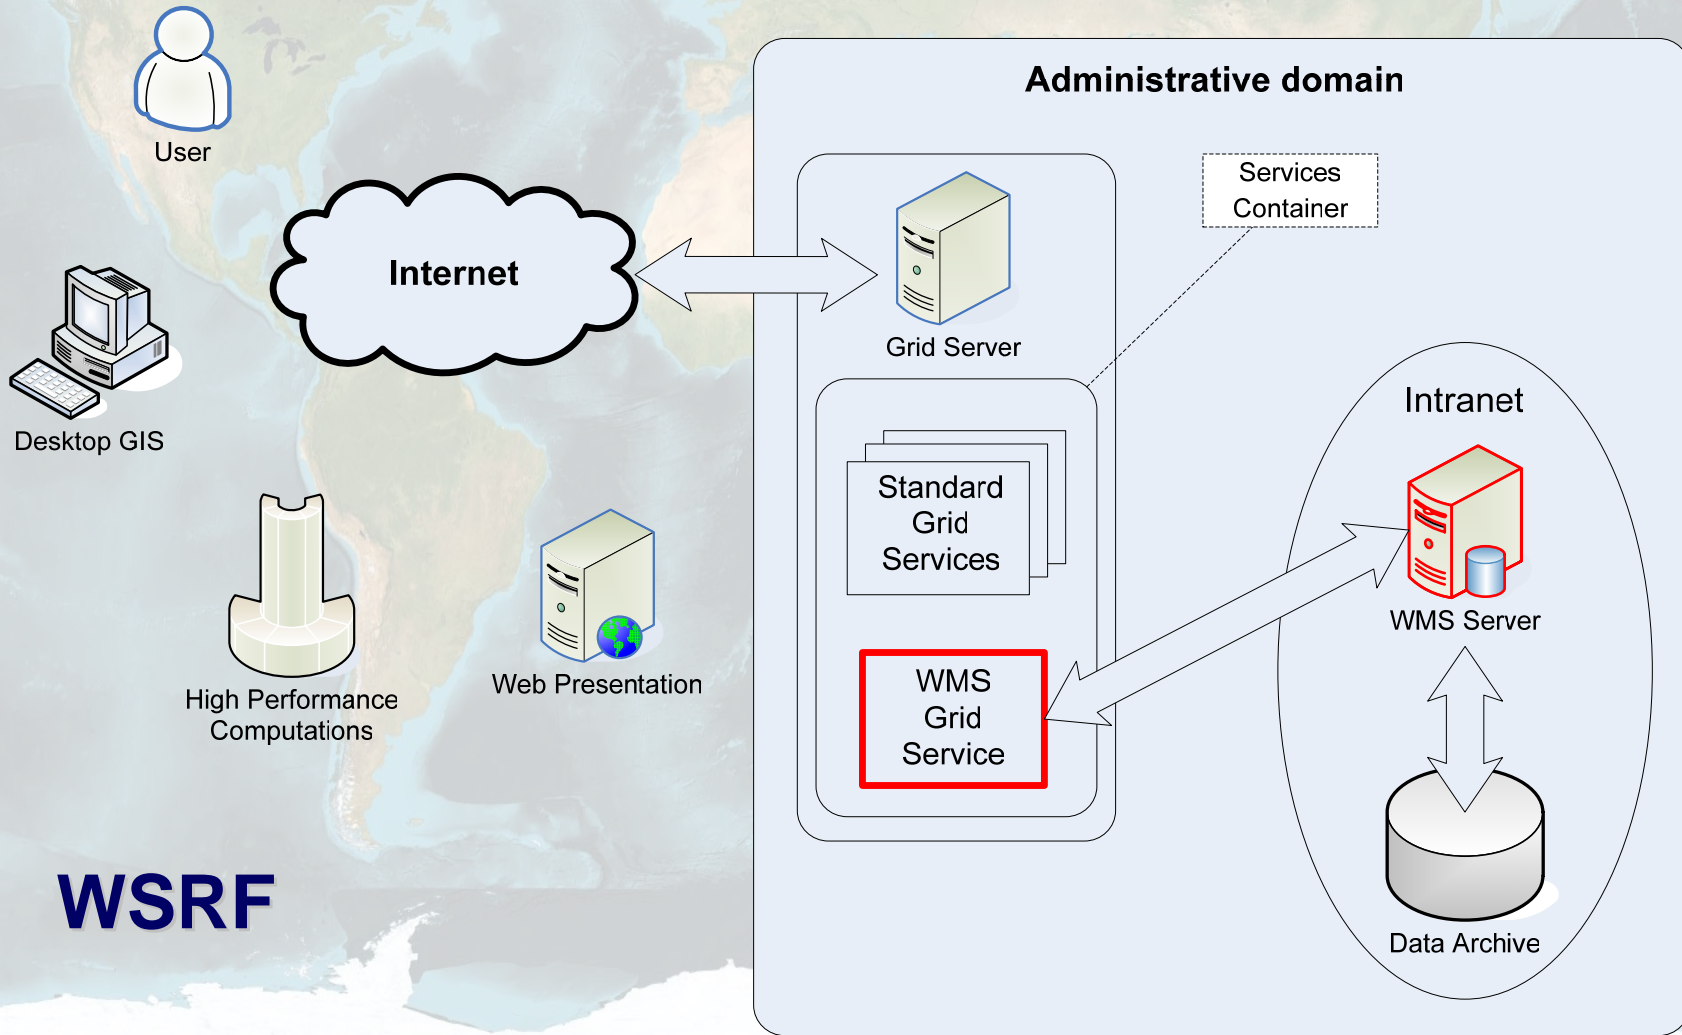 Administrative domain
User
Services
Container
Internet
Grid Server
Desktop GIS
Intranet
Standard
Grid
Services
WMS Server
High Performance
Computations
Web Presentation
WMS
Grid
Service
WSRF
Data Archive